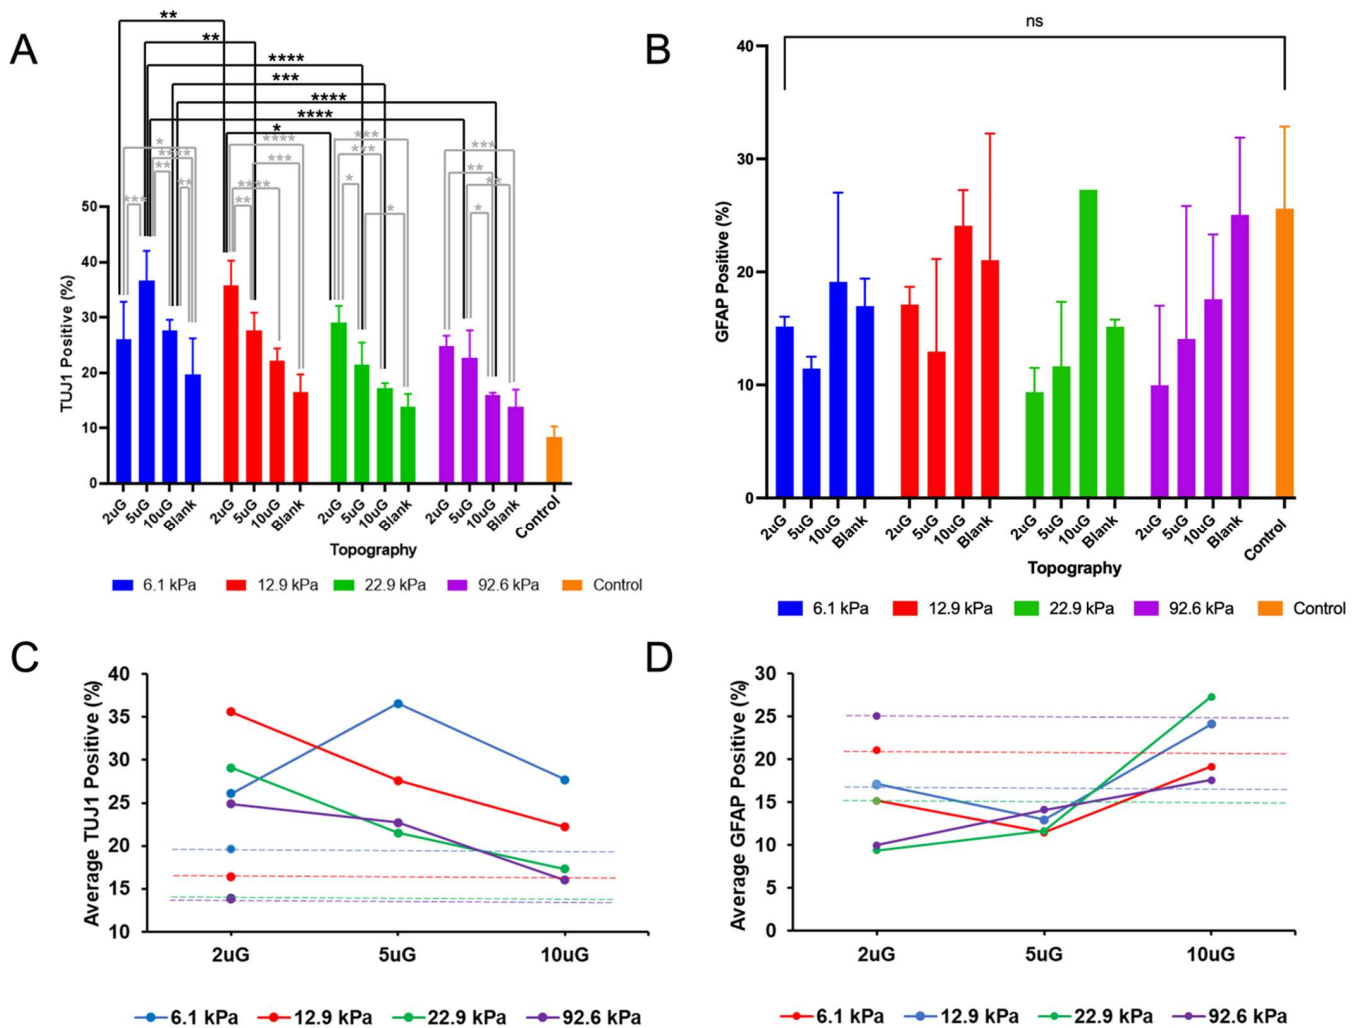 A
**
**
****
***
****
****
*
***
****
***
*
****
***
***
**
****
***
**
**
***
**
****
*
*
***
**
*
50
40
30
20
10
0
TUJ1 Positive (%)
2uG 5uG 10uG Blank 2uG 5uG 10uG Blank 2uG 5uG 10uG Blank 2uG 5uG 10uG Blank Control
Topography
6.1 kPa 12.9 kPa 22.9 kPa 92.6 kPa Control
B
ns
40
30
20
10
0
GFAP Positive (%)
2uG 5uG 10uG Blank 2uG 5uG 10uG Blank 2uG 5uG 10uG Blank 2uG 5uG 10uG Blank Control
Topography
6.1 kPa 12.9 kPa 22.9 kPa 92.6 kPa Control
C
40
35
30
25
20
15
10
Average TUJ1 Positive (%)
2uG 5uG 10uG
6.1 kPa 12.9 kPa 22.9 kPa 92.6 kPa
D
30
25
20
15
10
5
0
Average GFAP Positive (%)
2uG 5uG 10uG
6.1 kPa 12.9 kPa 22.9 kPa 92.6 kPa